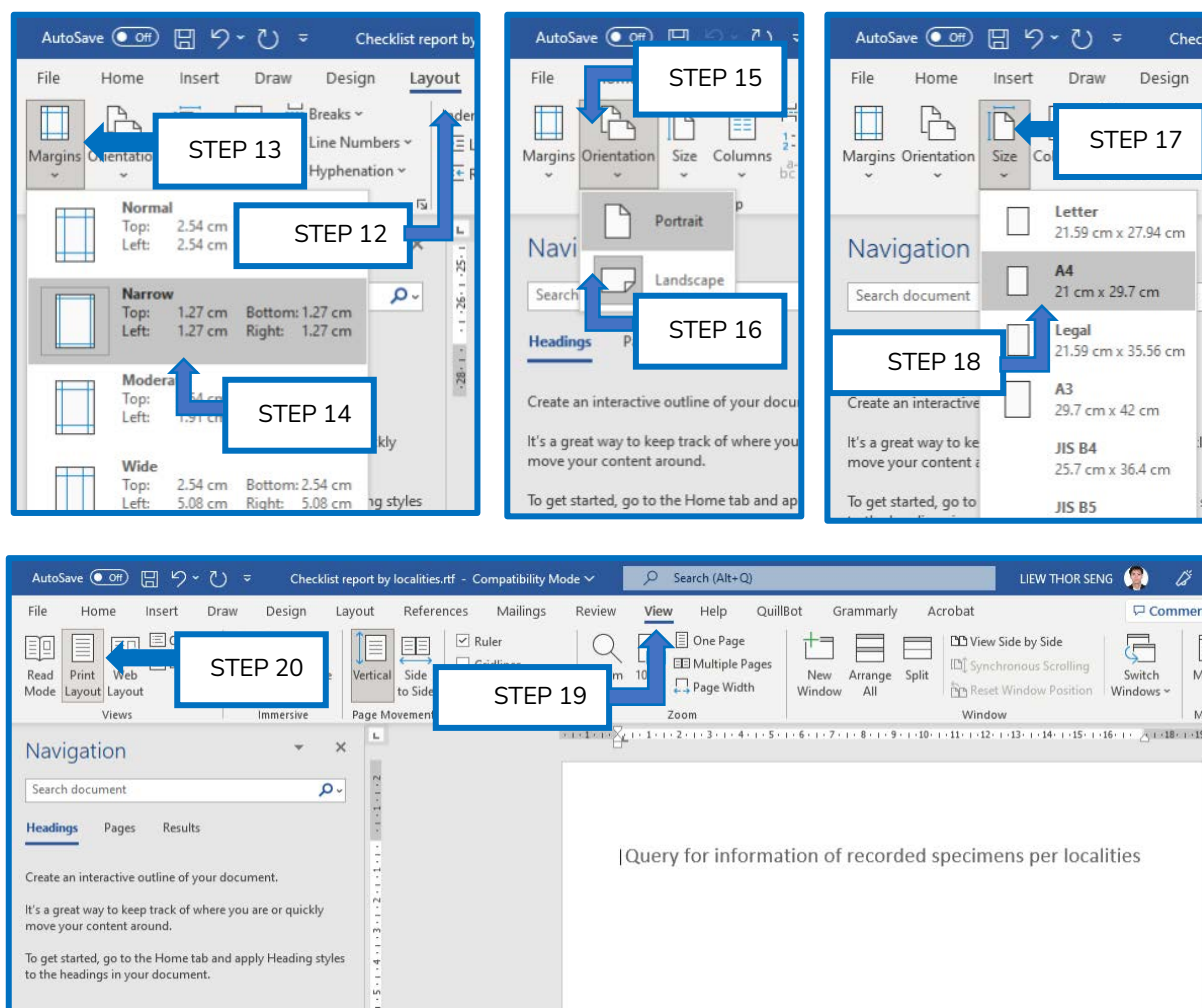 AutoSave Off Checklist report by
File Home Insert Draw Design Layout
Breaks
Line Numbers
Hyphenation
Margins
STEP 13
Normal
Top: 2.54 cm
Left: 2.54 cm
STEP 12
Narrow
Top: 1.27 cm Bottom: 1.27 cm
Left: 1.27 cm Right: 1.27 cm
Top:
Left: 1.91 cm
STEP 14
Wide
Top: 2.54 cm Bottom: 2.54 cm
Left: 5.08 cm Right: 5.08 cm
styles
AutoSave Off
File
STEP 15
Margins Orientation Size Columns
Portrait
Landscape
Navi
Search
STEP 16
Headings P
Create an interactive outline of your docu
It's a great way to keep track of where you
move your content around.
To get started, go to the Home tab and ap
AutoSave Off Chec
File Home Insert Draw Design
STEP 17
Margins Orientation Size Co
Letter
21.59 cm x 27.94 cm
Navigation
A4
21 cm x 29.7 cm
Search document
Legal
21.59 cm x 35.56 cm
STEP 18
A3
29.7 cm x 42 cm
Create an interactive
It's a great way to ke
move your content a
JIS B4
25.7 cm x 36.4 cm
To get started, go to
JIS B5
AutoSave Off Checklist report by localities.rtf - Compatibility Mode Search (Alt+Q) LIEW THOR SENG
File Home Insert Draw Design Layout References Mailings Review View Help QuillBot Grammarly Acrobat Commen
Ruler One Page View Side by Side
Gridlines Multiple Pages Synchronous Scrolling
Page Width Reset Window Position
STEP 20
STEP 19
Read Mode Print Layout Web Layout Vertical Side to Side New Window Arrange All Split Switch Windows
Views Immersive Page Movement Zoom Window
Navigation
Search document
Headings Pages Results
Create an interactive outline of your document.
It's a great way to keep track of where you are or quickly
move your content around.
To get started, go to the Home tab and apply Heading styles
to the headings in your document.
Query for information of recorded specimens per localities